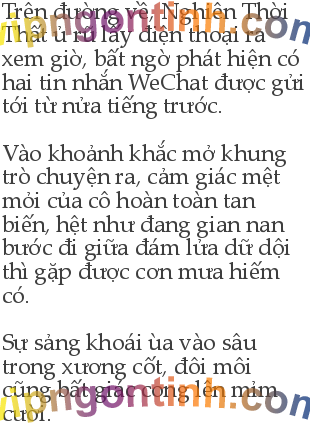 Trên đường về, Nghiên Thời
Thất ủ rũ lấy điện thoại ra
xem giờ, bất ngờ phát hiện có
hai tin nhắn WeChat được gửi
tới từ nửa tiếng trước.

Vào khoảnh khắc mở khung
trò chuyện ra, cảm giác mệt
mỏi của cô hoàn toàn tan
biến, hệt như đang gian nan
bước đi giữa đám lửa dữ dội
thì gặp được cơn mưa hiếm
có.

Sự sảng khoái ùa vào sâu
trong xương cốt, đôi môi
cũng bất giác cong lên mỉm
cười.
vipngontinh.com
vipngontinh.com